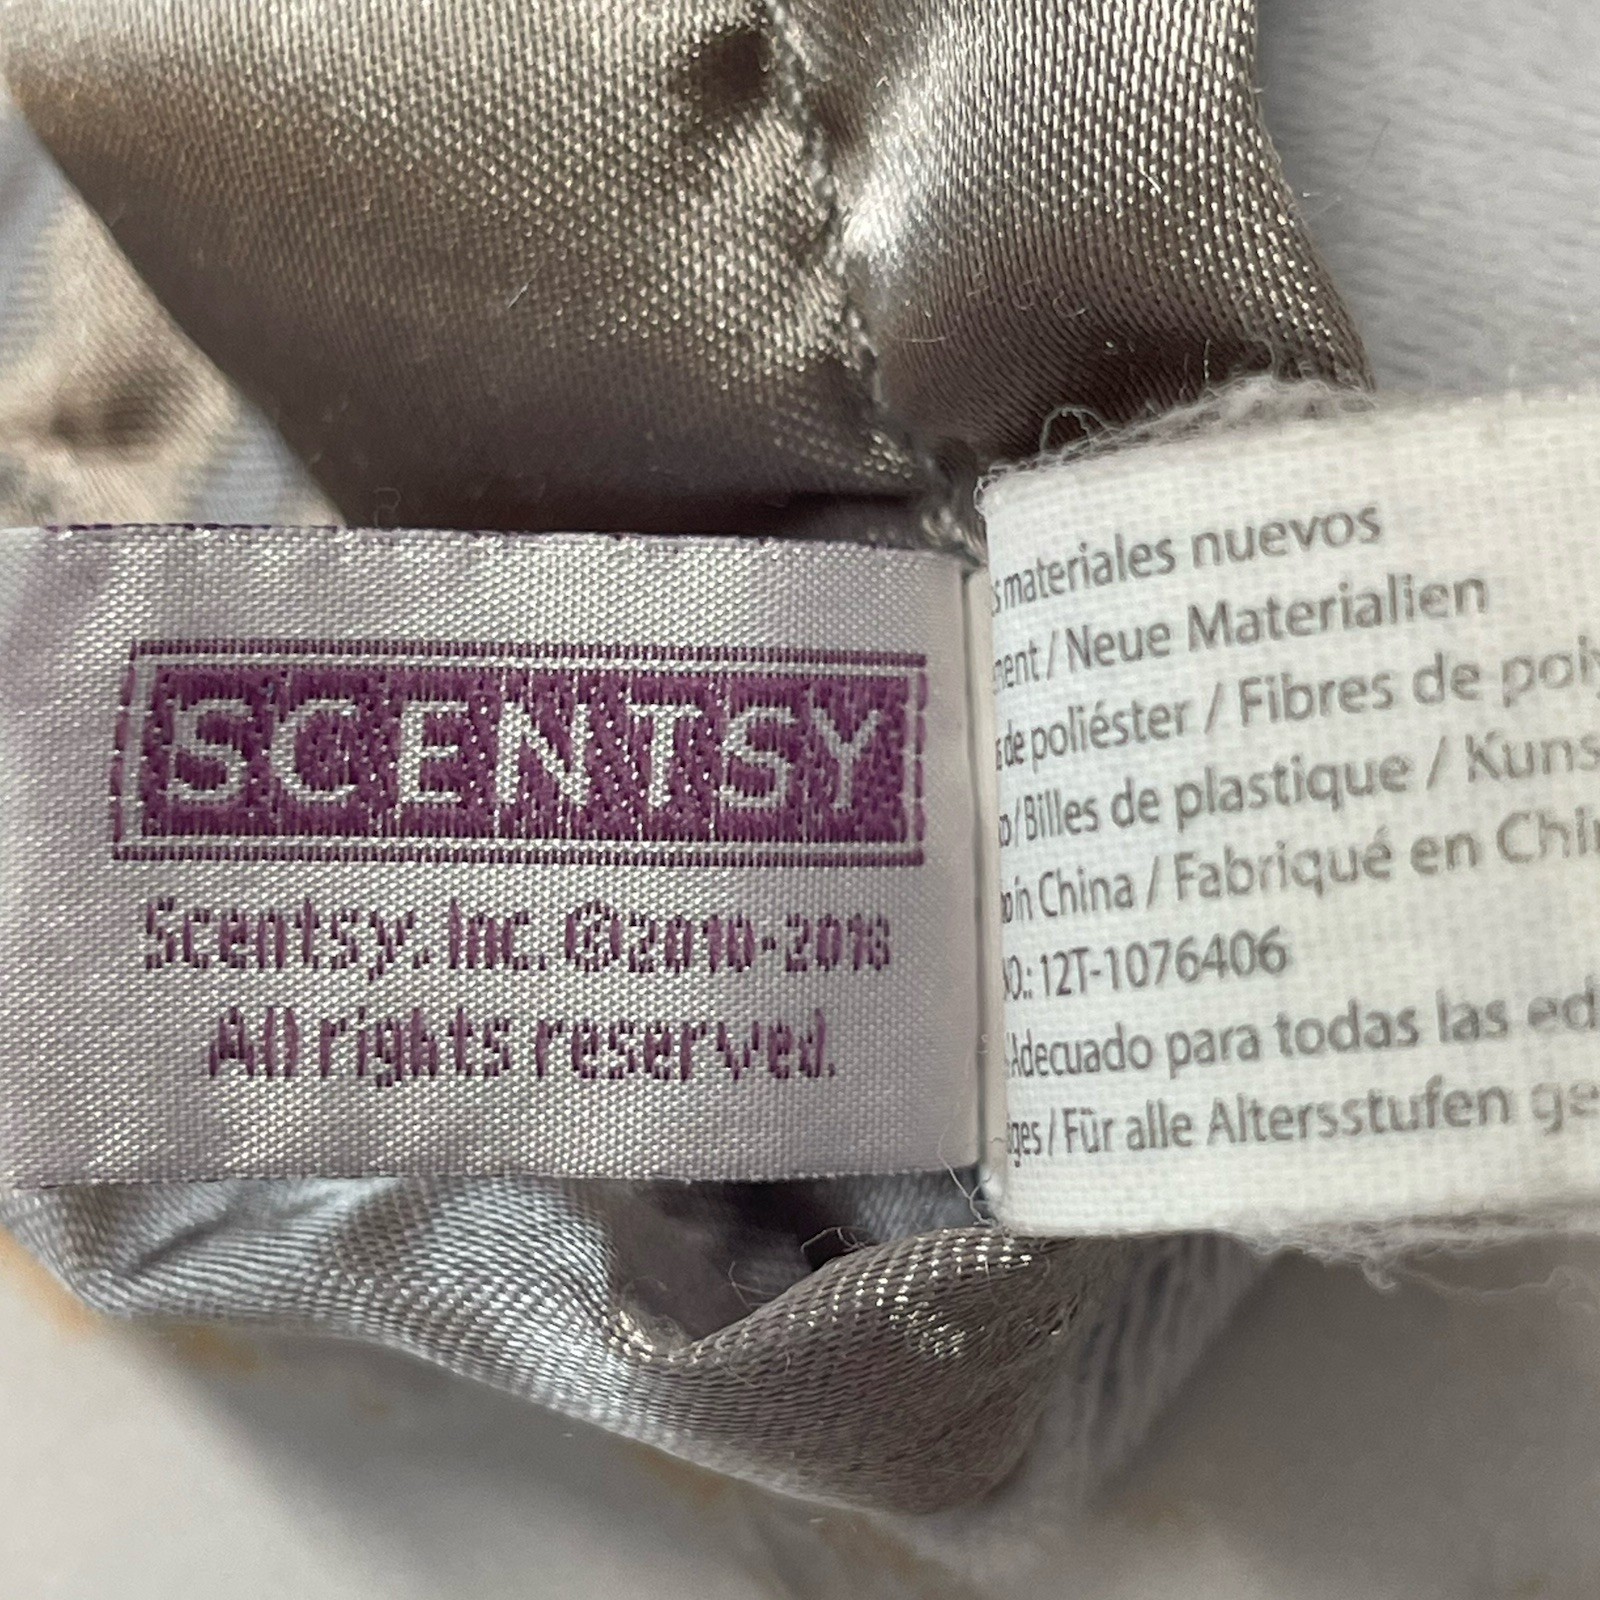 SCENTSY
Scentsy, Inc. ©2010-2018
All rights reserved.
materiales nuevos
/ Neue Materialien
de poliéster / Fibres de
/ Billes de plastique /
in China / Fabriqué en
12T-1076406
Adecuado para todas las
/ Für alle Altersstufen